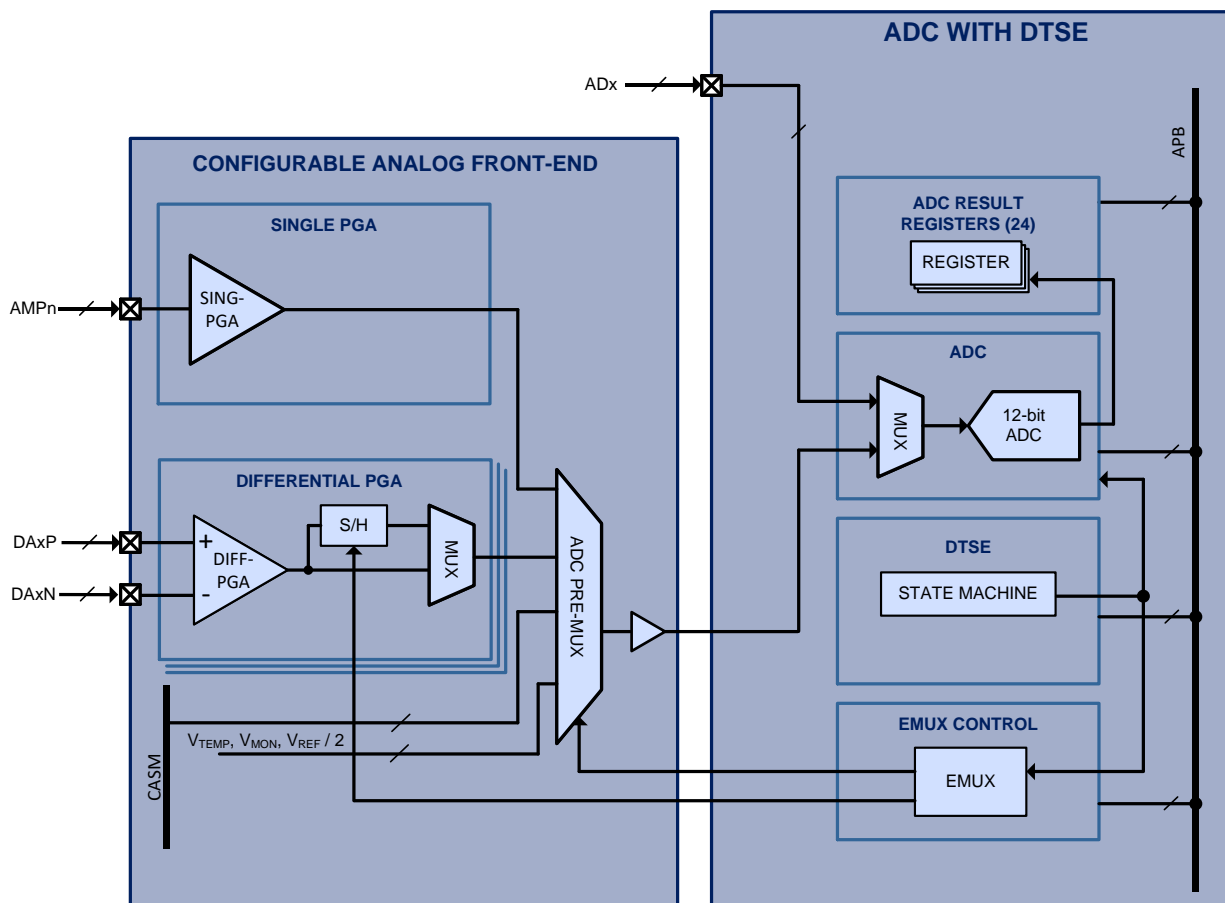 ADC WITH DTSE
ADx
APB
CONFIGURABLE ANALOG FRONT-END
SINGLE PGA
SING-
PGA
AMPn
ADC RESULT
REGISTERS (24)
REGISTER
ADC
MUX
12-bit
ADC
DIFFERENTIAL PGA
S/H
MUX
DAxP
+
DIFF-
PGA
-
DAxN
ADC PRE-MUX
DTSE
STATE MACHINE
EMUX CONTROL
EMUX
VTEMP, VMON, VREF / 2
CASM